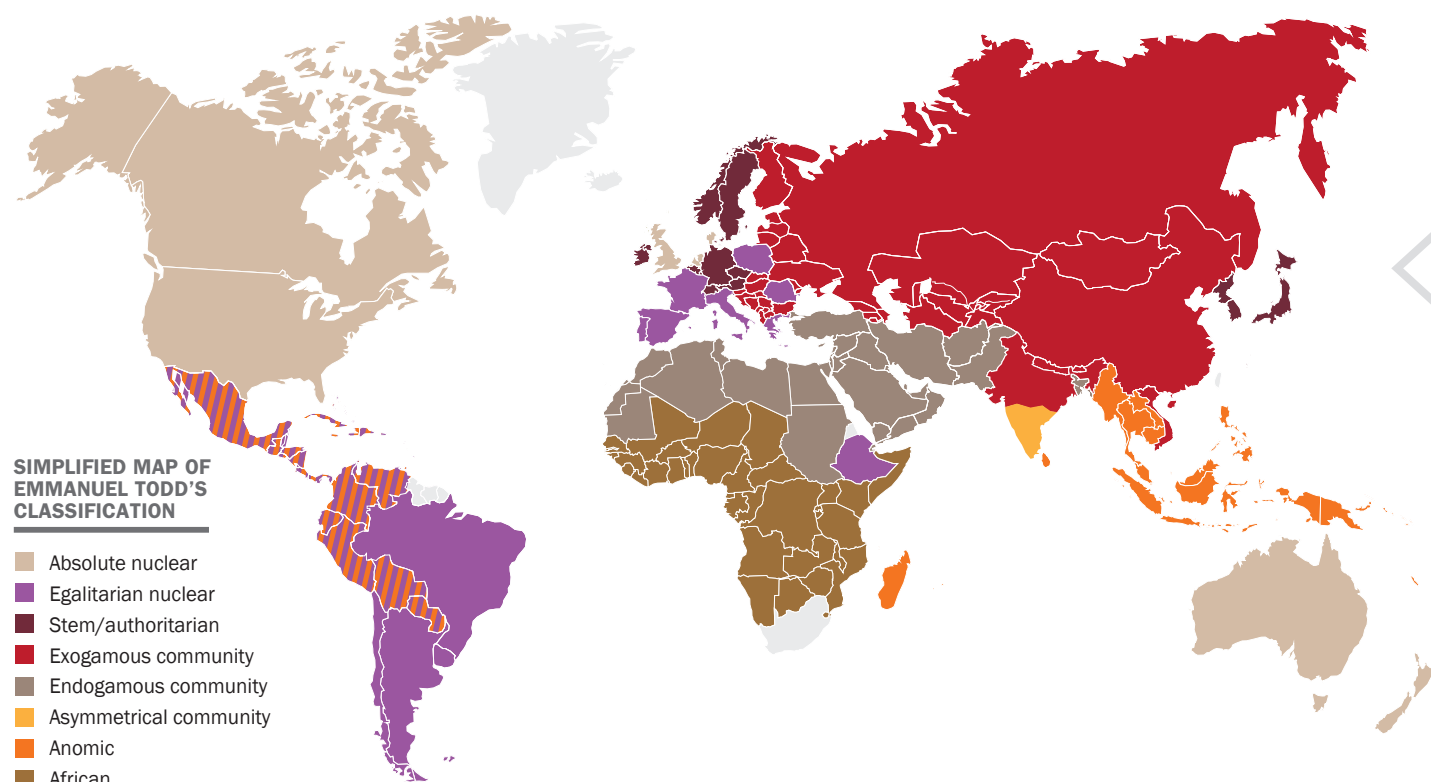 SIMPLIFIED MAP OF
EMMANUEL TODD'S
CLASSIFICATION
Absolute nuclear
Egalitarian nuclear
Stem/authoritarian
Exogamous community
Endogamous community
Asymmetrical community
Anomic
African